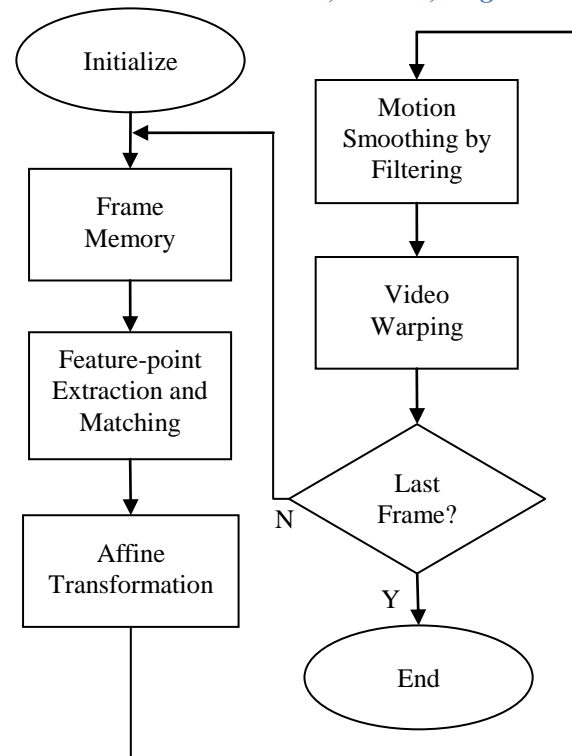 Initialize
Frame
Memory
Feature-point
Extraction and
Matching
Affine
Transformation
Motion
Smoothing by
Filtering
Video
Warping
Last
Frame?
N
Y
End